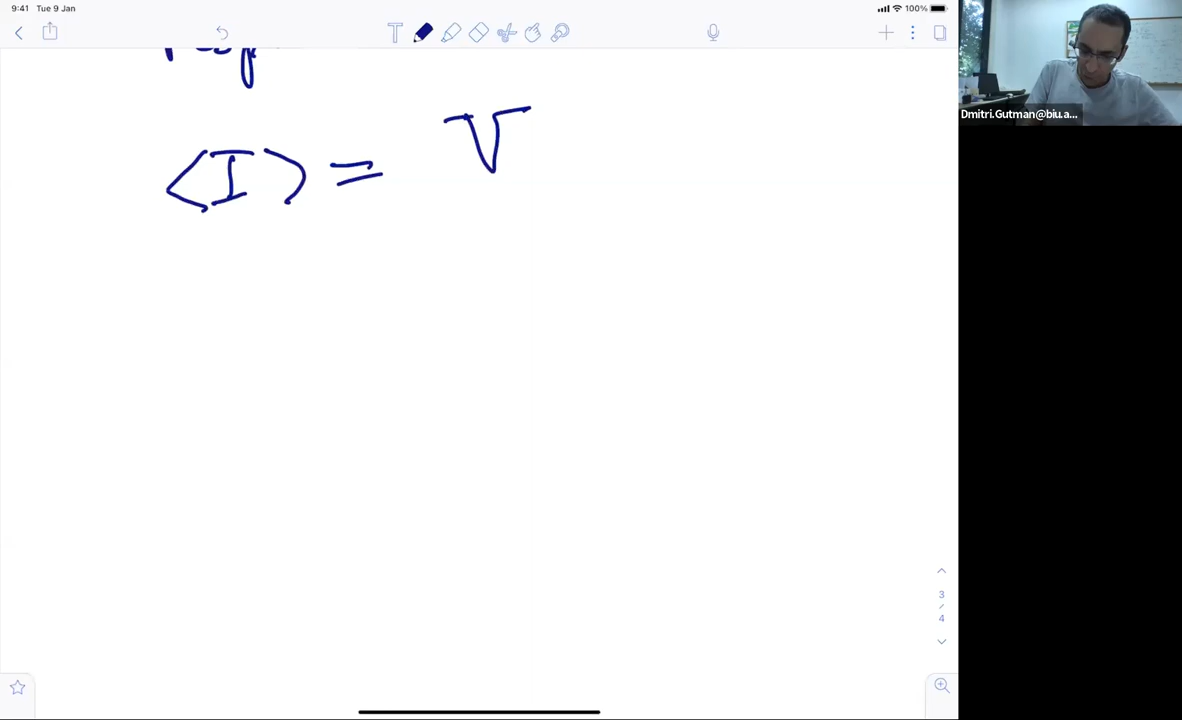 9:41 Tue 9 Jan 100%
T
⟨I⟩ = V
Dmitri.Gutman@biu.a...
3
/
4